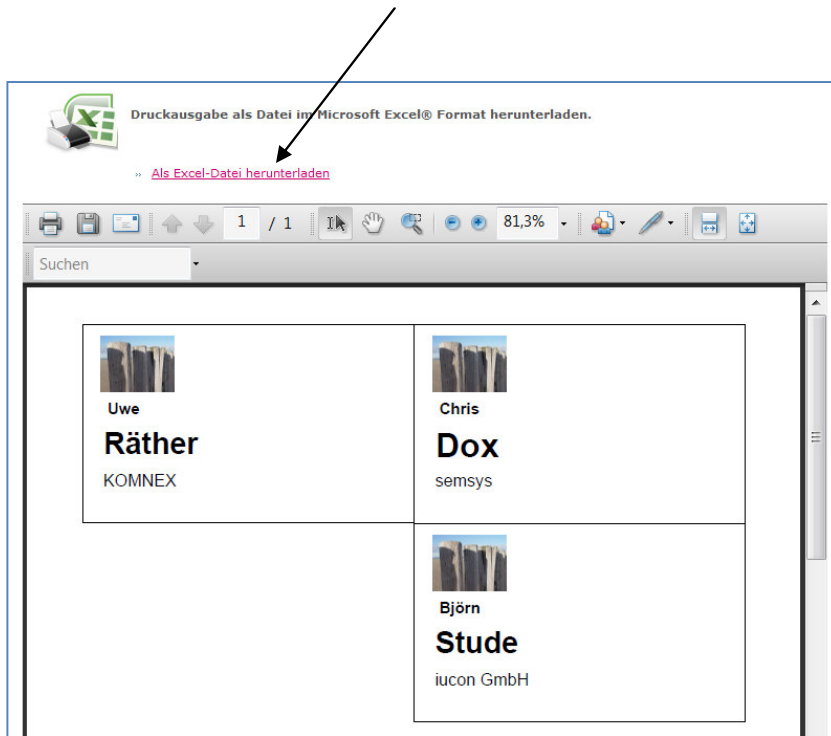 Druckausgabe als Datei im Microsoft Excel® Format herunterladen.
» Als Excel-Datei herunterladen
1 / 1 81,3%
Suchen
Uwe
Räther
KOMNEX
Chris
Dox
semsys
Björn
Stude
iucon GmbH